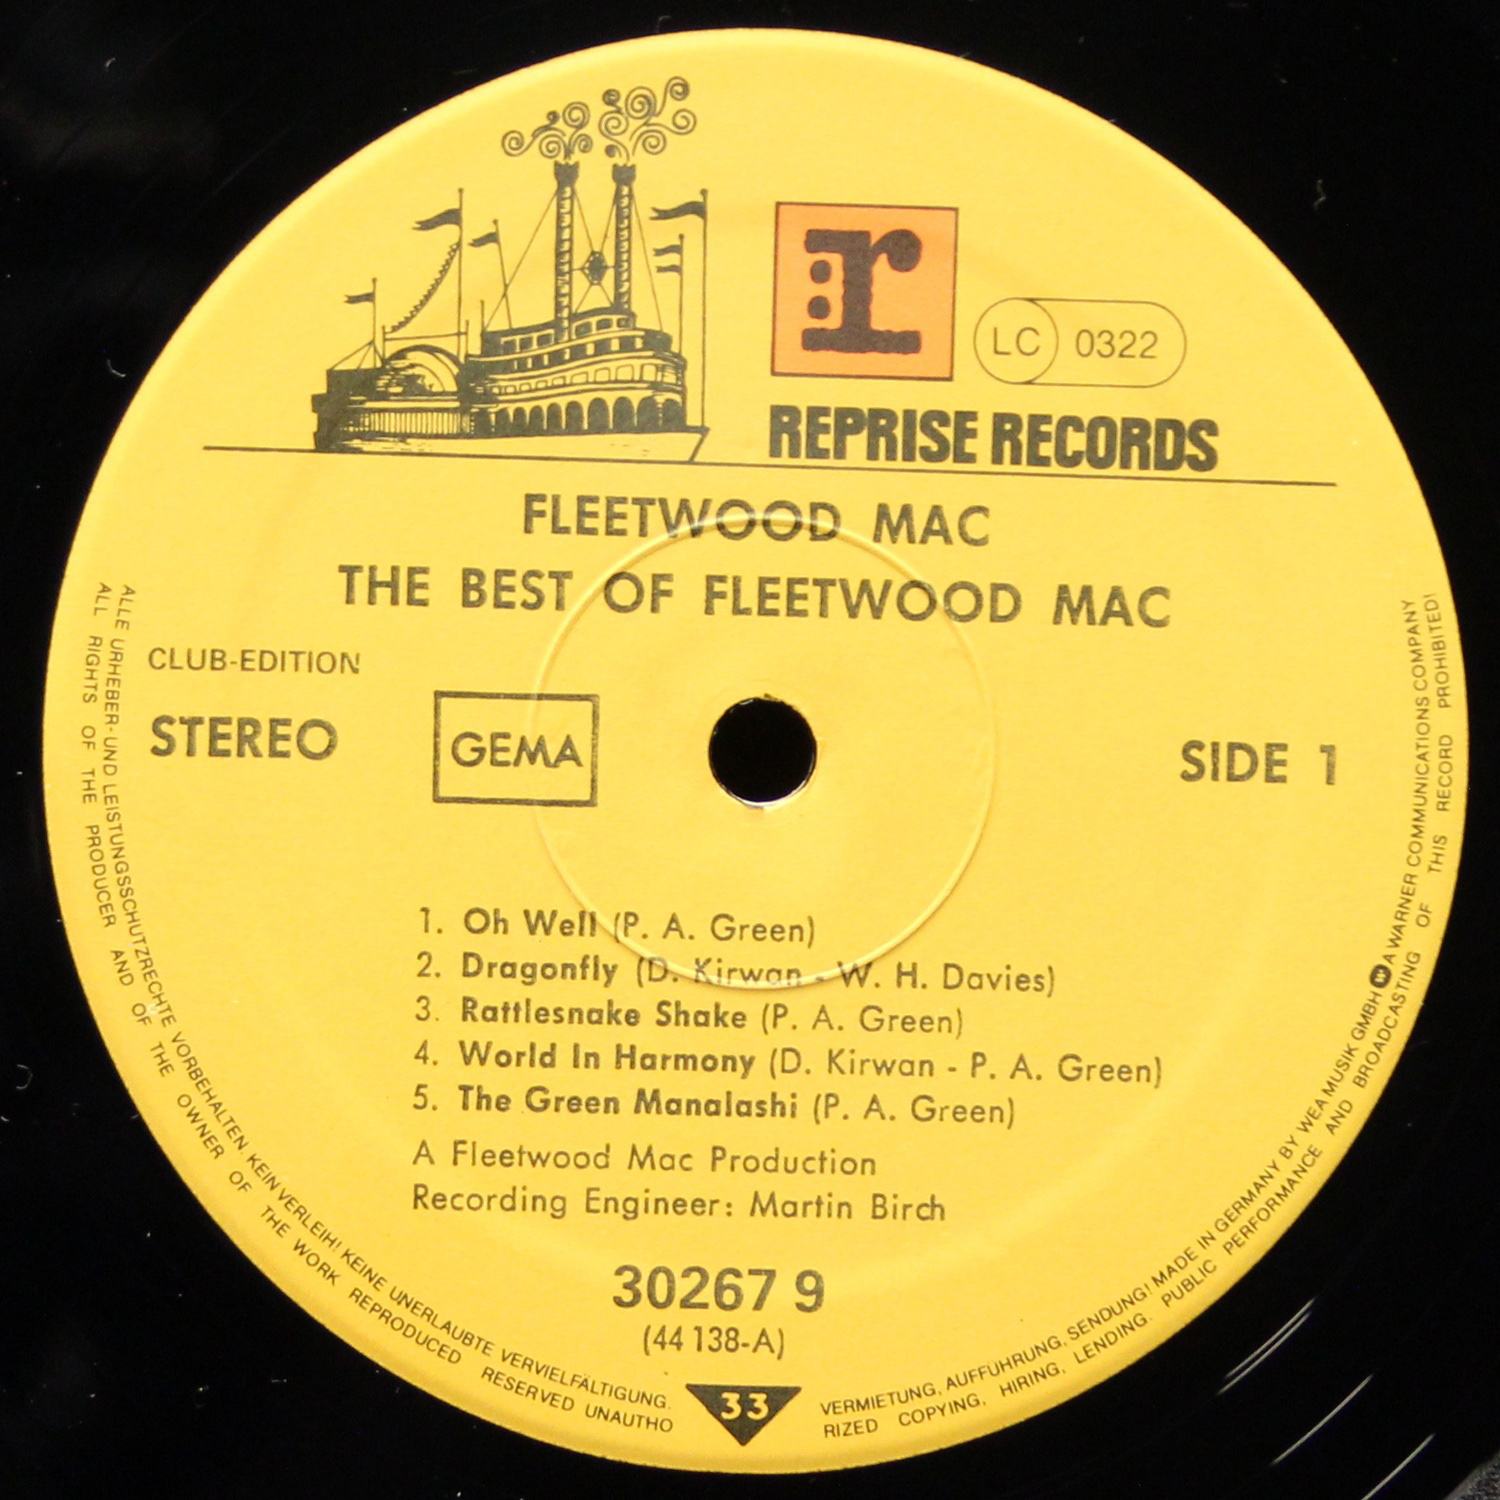 r
LC 0322
REPRISE RECORDS
FLEETWOOD MAC
THE BEST OF FLEETWOOD MAC
CLUB-EDITION
STEREO
GEMA
SIDE 1
1. Oh Well (P. A. Green)
2. Dragonfly (D. Kirwan - W. H. Davies)
3. Rattlesnake Shake (P. A. Green)
4. World In Harmony (D. Kirwan - P. A. Green)
5. The Green Manalashi (P. A. Green)
A Fleetwood Mac Production
Recording Engineer: Martin Birch
30267 9
(44 138-A)
33
ALLE URHEBER- UND LEISTUNGSSCHUTZRECHTE VORBEHALTEN. KEIN VERLEIH! KEINE UNERLAUBTE VERVIELFÄLTIGUNG. VERMIETUNG, AUFFÜHRUNG, SENDUNG! MADE IN GERMANY BY WEA MUSIK GMBH W A WARNER COMMUNICATIONS COMPANY
ALL RIGHTS OF THE PRODUCER AND OF THE OWNER OF THE WORK REPRODUCED RESERVED UNAUTHO RIZED COPYING, HIRING, LENDING. PUBLIC PERFORMANCE AND BROADCASTING OF THIS RECORD PROHIBITED!